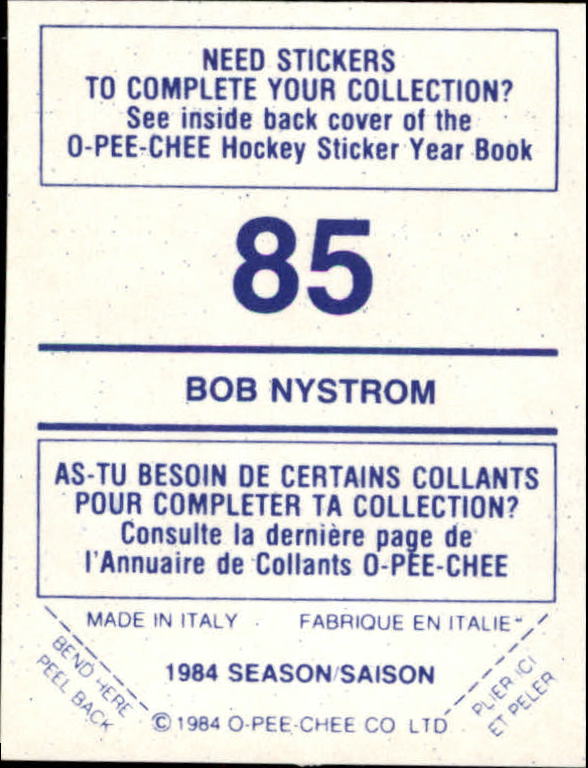 NEED STICKERS
TO COMPLETE YOUR COLLECTION?
See inside back cover of the
O-PEE-CHEE Hockey Sticker Year Book
85
BOB NYSTROM
AS-TU BESOIN DE CERTAINS COLLANTS
POUR COMPLETER TA COLLECTION?
Consulte la dernière page de
l'Annuaire de Collants O-PEE-CHEE
MADE IN ITALY
FABRIQUE EN ITALIE
BEND HERE
PEEL BACK
1984 SEASON/SAISON
PLIER ICI
ET PELER
© 1984 O-PEE-CHEE CO LTD